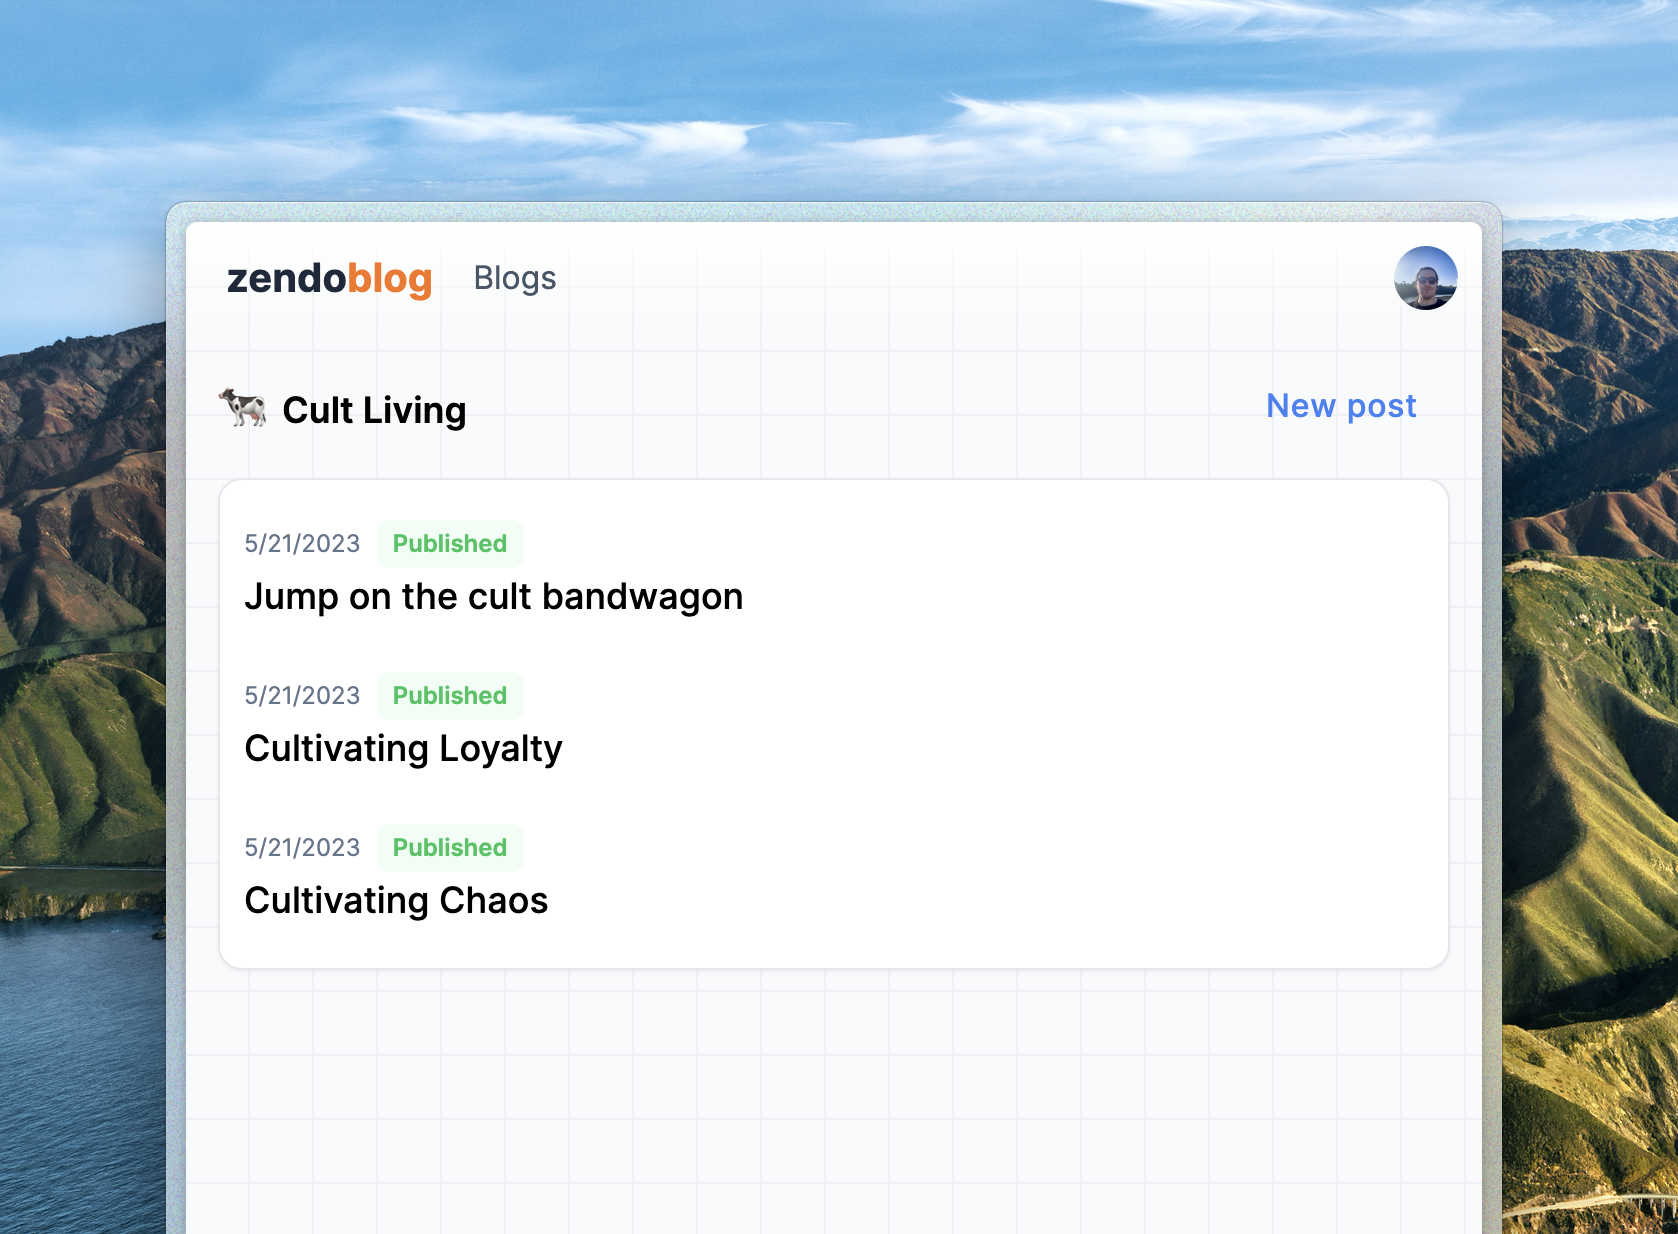 zendoblog Blogs
Cult Living New post
5/21/2023 Published
Jump on the cult bandwagon
5/21/2023 Published
Cultivating Loyalty
5/21/2023 Published
Cultivating Chaos